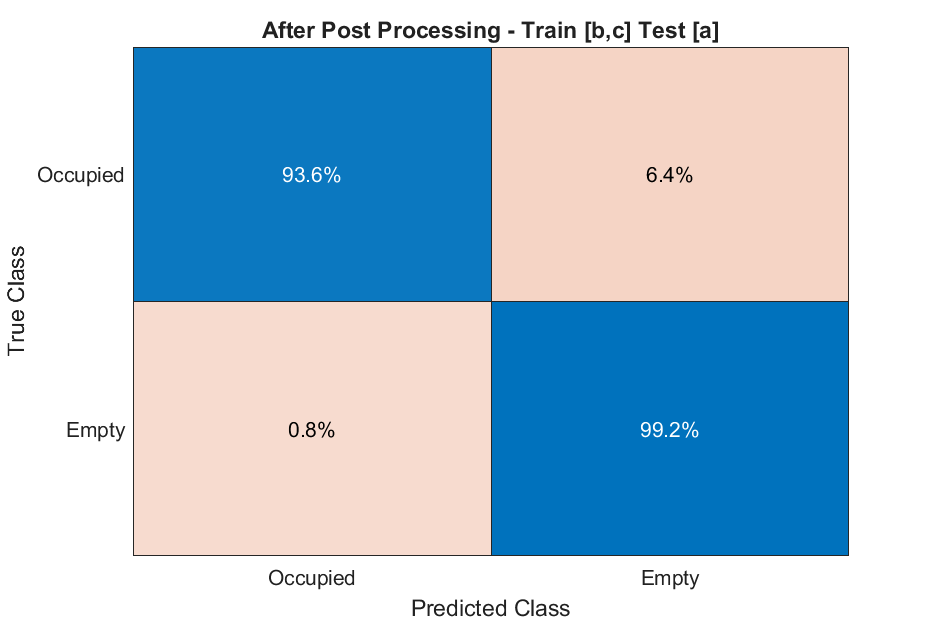 After Post Processing - Train [b,c] Test [a]
True Class
Occupied
93.6%
6.4%
Empty
0.8%
99.2%
Occupied
Empty
Predicted Class